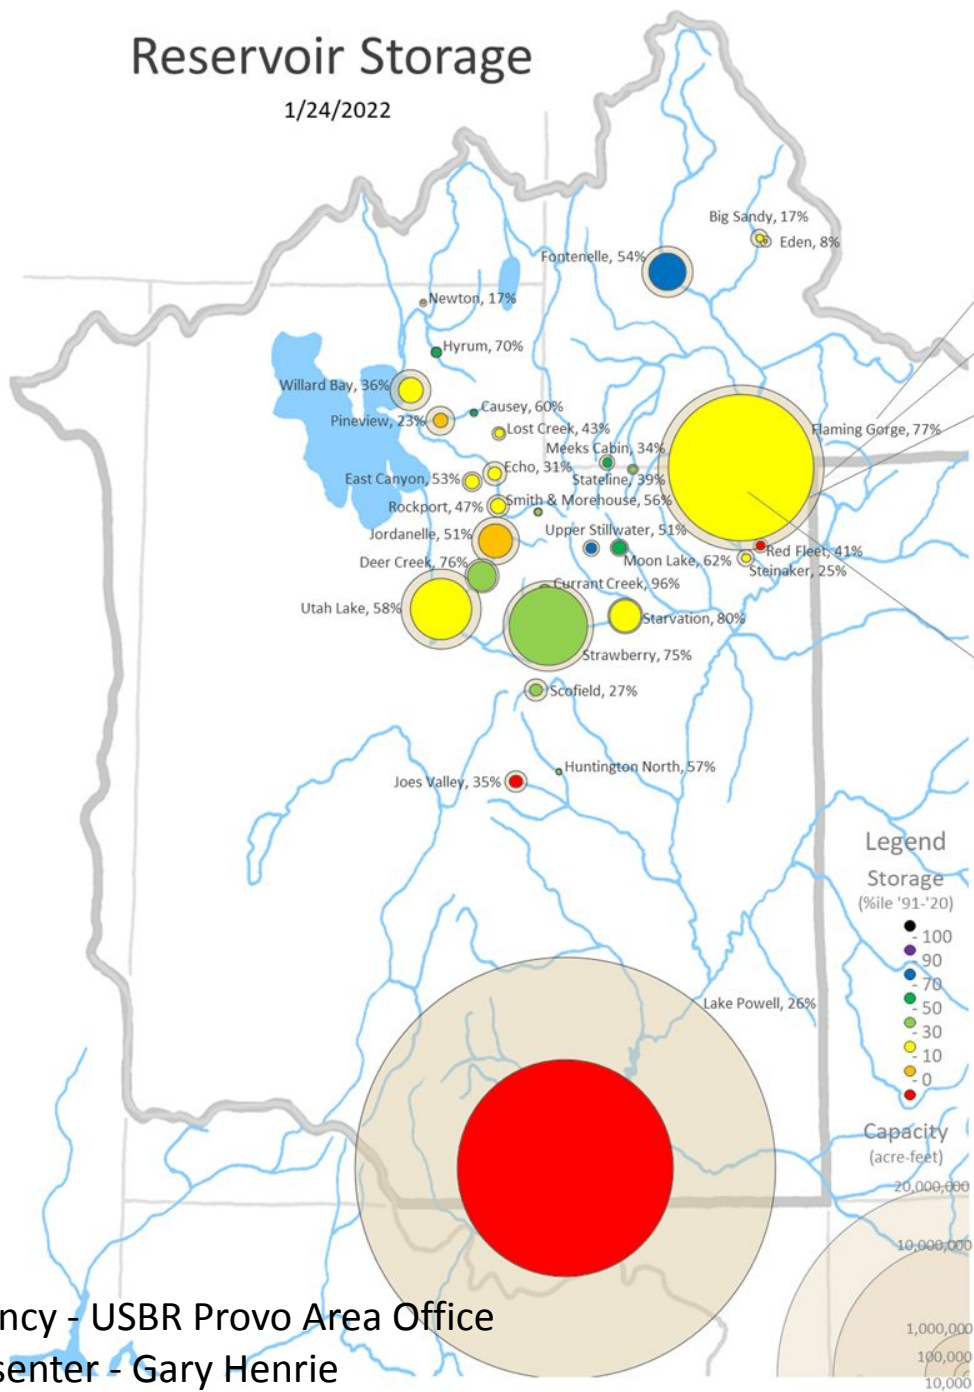 Reservoir Storage
1/24/2022
Big Sandy, 17%
Eden, 8%
Fontenelle, 54%
Newton, 17%
Hyrum, 70%
Willard Bay, 36%
Causey, 60%
Pineview, 23%
Lost Creek, 43%
Flaming Gorge, 77%
Meeks Cabin, 34%
Echo, 31%
East Canyon, 53%
Stateline, 39%
Smith & Morehouse, 56%
Rockport, 47%
Upper Stillwater, 51%
Jordanelle, 51%
Red Fleet, 41%
Deer Creek, 76%
Moon Lake, 62%
Steinaker, 25%
Currant Creek, 96%
Utah Lake, 58%
Starvation, 80%
Strawberry, 75%
Scofield, 27%
Huntington North, 57%
Joes Valley, 35%
Legend
Storage
(%ile '91-'20)
- 100
- 90
- 70
- 50
- 30
- 10
- 0
Lake Powell, 26%
Capacity
(acre-feet)
20,000,000
10,000,000
1,000,000
100,000
10,000
ncy - USBR Provo Area Office
senter - Gary Henrie